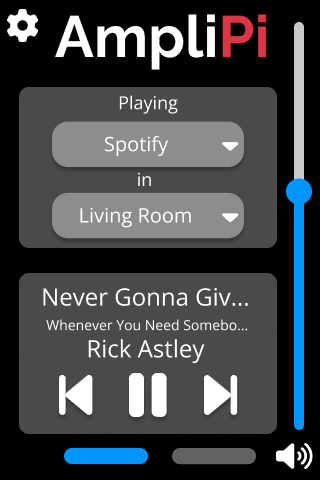 AmpliPi
Playing
Spotify
in
Living Room
Never Gonna Giv...
Whenever You Need Somebo...
Rick Astley